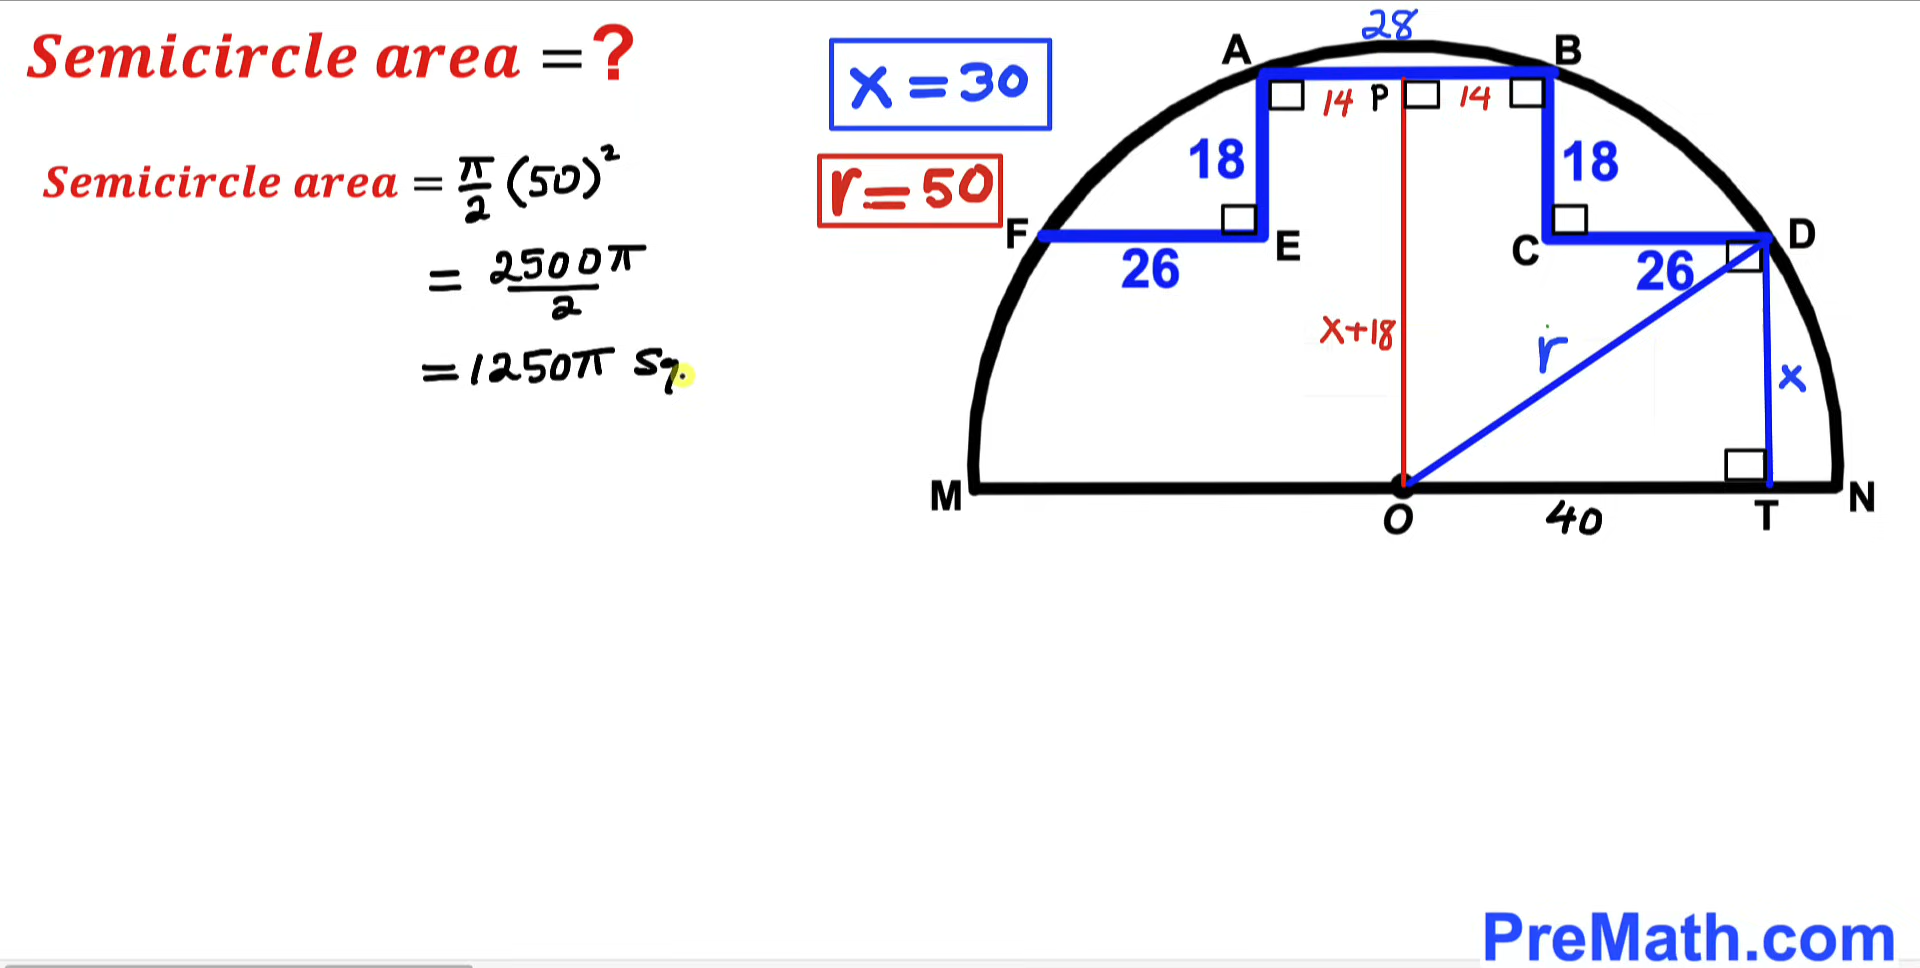 Semicircle area = ?
Semicircle area = π/2 (50)²
= 2500π/2
= 1250π Sq.
x = 30
r = 50
28
A
B
14
P
14
18
18
F
E
C
D
26
26
x+18
r
x
M
O
40
T
N
PreMath.com